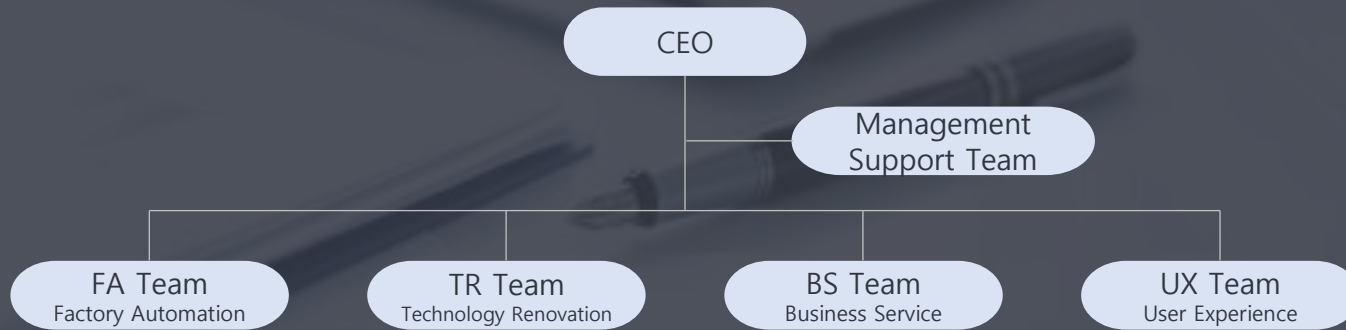 CEO
Management
Support Team
FA Team
Factory Automation
TR Team
Technology Renovation
BS Team
Business Service
UX Team
User Experience